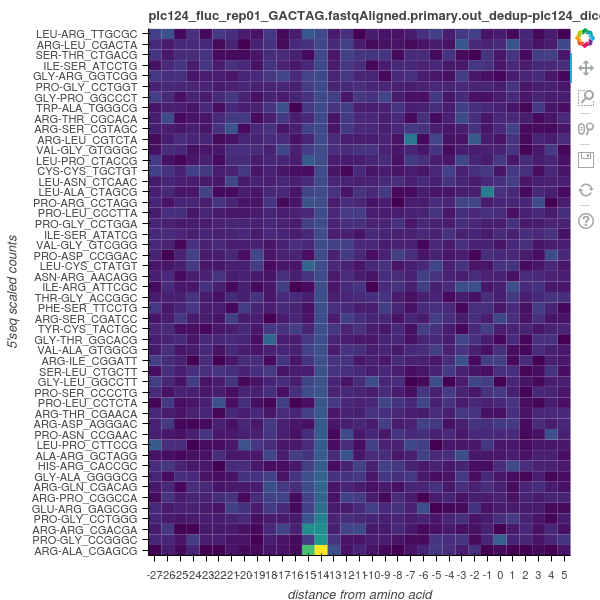 plc124_fluc_rep01_GACTAG.fastqAligned.primary.out_dedup-plc124_dico
LEU-ARG_TTGCGC
ARG-LEU_CGACTA
SER-THR_CTGACG
ILE-SER_ATCCTG
GLY-ARG_GGTCGG
PRO-GLY_CCTGGT
GLY-PRO_GGCCCT
TRP-ALA_TGGGCG
ARG-THR_CGCACA
ARG-SER_CGTAGC
ARG-LEU_CGTCTA
VAL-GLY_GTGGGC
LEU-PRO_CTACCG
CYS-CYS_TGCTGT
LEU-ASN_CTCAAC
LEU-ALA_CTAGCG
PRO-ARG_CCTAGG
PRO-LEU_CCCTTA
PRO-GLY_CCTGGA
ILE-SER_ATATCG
VAL-GLY_GTCGGG
PRO-ASP_CCGGAC
LEU-CYS_CTATGT
ASN-ARG_AACAGG
ILE-ARG_ATTCGC
THR-GLY_ACCGGC
PHE-SER_TTCCTG
ARG-SER_CGATCC
TYR-CYS_TACTGC
GLY-THR_GGCACG
VAL-ALA_GTGGCG
ARG-ILE_CGGATT
SER-LEU_CTGCTT
GLY-LEU_GGCCTT
PRO-SER_CCCCTG
PRO-LEU_CCTCTA
ARG-THR_CGAACA
ARG-ASP_AGGGAC
PRO-ASN_CCGAAC
LEU-PRO_CTTCCG
ALA-ARG_GCTAGG
HIS-ARG_CACCGC
GLY-ALA_GGGGCG
ARG-GLN_CGACAG
ARG-PRO_CGGCCA
GLU-ARG_GAGCGG
PRO-GLY_CCTGGG
ARG-ARG_CGACGA
PRO-GLY_CCGGGC
ARG-ALA_CGAGCG
5'seq scaled counts
-27 -26 -25 -24 -23 -22 -21 -20 -19 -18 -17 -16 -15 -14 -13 -12 -11 -10 -9 -8 -7 -6 -5 -4 -3 -2 -1 0 1 2 3 4 5
distance from amino acid